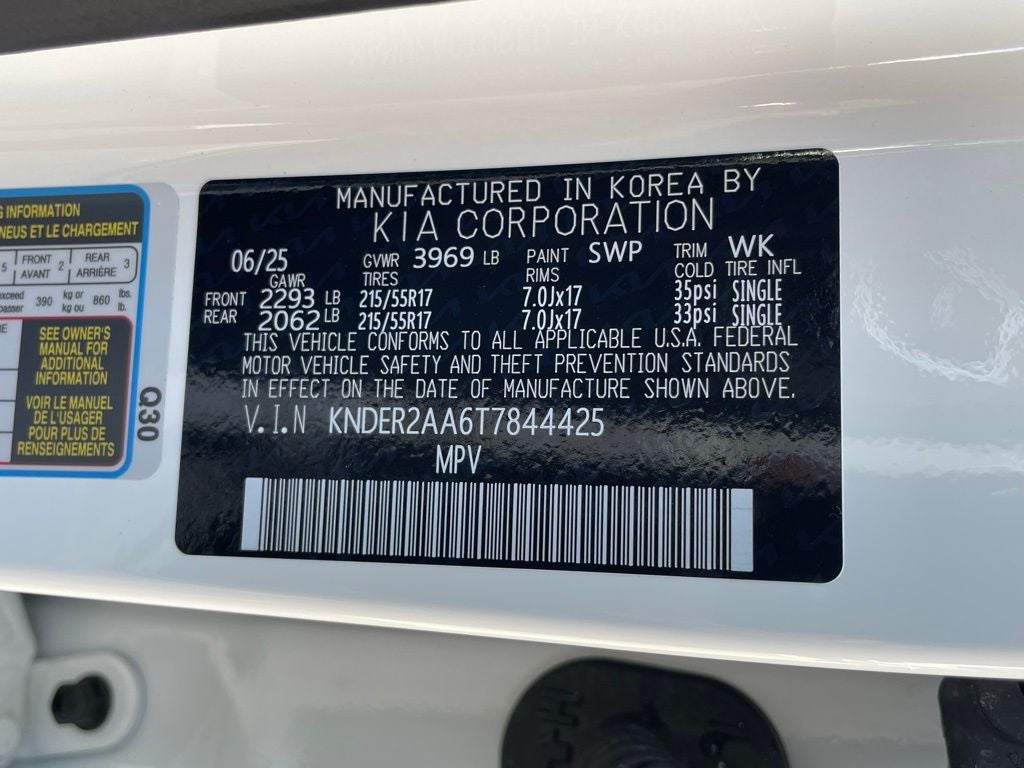 MANUFACTURED IN KOREA BY
KIA CORPORATION
06/25 GVWR 3969 LB PAINT SWP TRIM WK
GAWR TIRES RIMS COLD TIRE INFL
FRONT 2293 LB 215/55R17 7.0Jx17 35psi SINGLE
REAR 2062 LB 215/55R17 7.0Jx17 33psi SINGLE
THIS VEHICLE CONFORMS TO ALL APPLICABLE U.S.A. FEDERAL
MOTOR VEHICLE SAFETY AND THEFT PREVENTION STANDARDS
IN EFFECT ON THE DATE OF MANUFACTURE SHOWN ABOVE.
V.I.N KNDER2AA6T7844425
MPV
INFORMATION
PNEUS ET LE CHARGEMENT
5 FRONT AVANT 2 REAR ARRIÈRE 3
390 kg or kg ou 860 lbs. lb.
SEE OWNER'S
MANUAL FOR
ADDITIONAL
INFORMATION
VOIR LE MANUEL
DE L'USAGER
POUR PLUS DE
RENSEIGNEMENTS
Q30